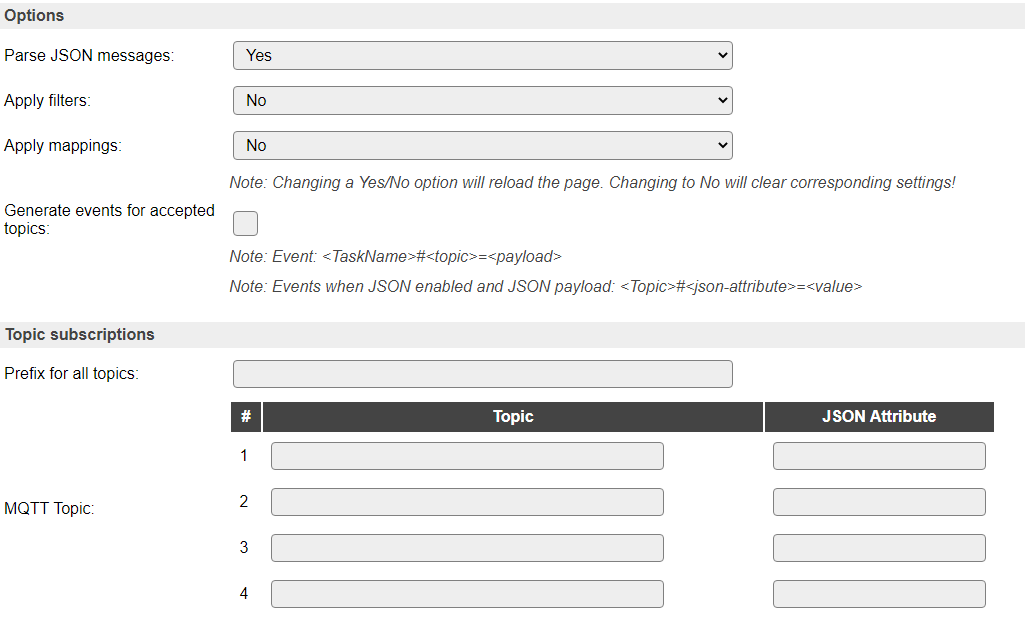 Options
Parse JSON messages: Yes
Apply filters: No
Apply mappings: No
Note: Changing a Yes/No option will reload the page. Changing to No will clear corresponding settings!
Generate events for accepted
topics:
Note: Event: <TaskName>#<topic>=<payload>
Note: Events when JSON enabled and JSON payload: <Topic>#<json-attribute>=<value>
Topic subscriptions
Prefix for all topics:
# Topic JSON Attribute
1
2
MQTT Topic:
3
4